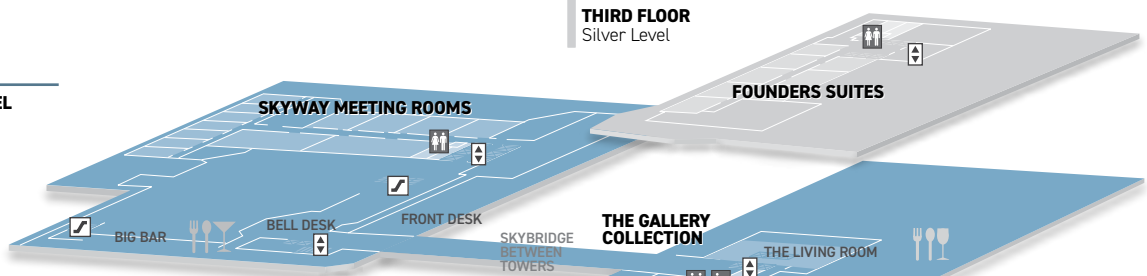 THIRD FLOOR
Silver Level
EL
SKYWAY MEETING ROOMS
FOUNDERS SUITES
BIG BAR
BELL DESK
FRONT DESK
SKYBRIDGE
BETWEEN
TOWERS
THE GALLERY
COLLECTION
THE LIVING ROOM